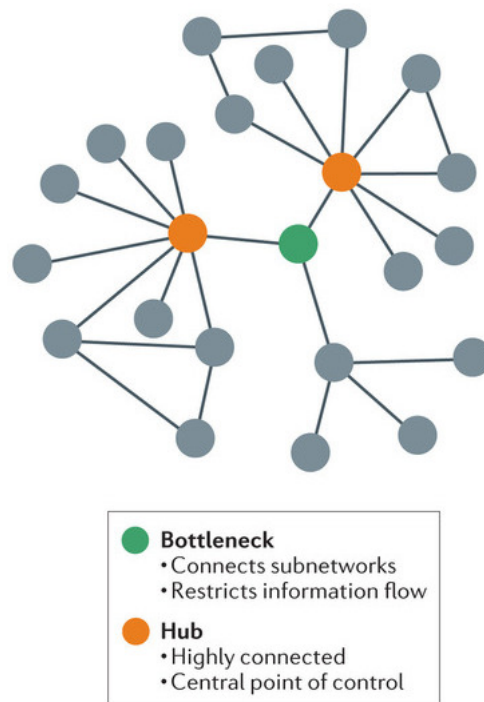 Bottleneck
• Connects subnetworks
• Restricts information flow
Hub
• Highly connected
• Central point of control